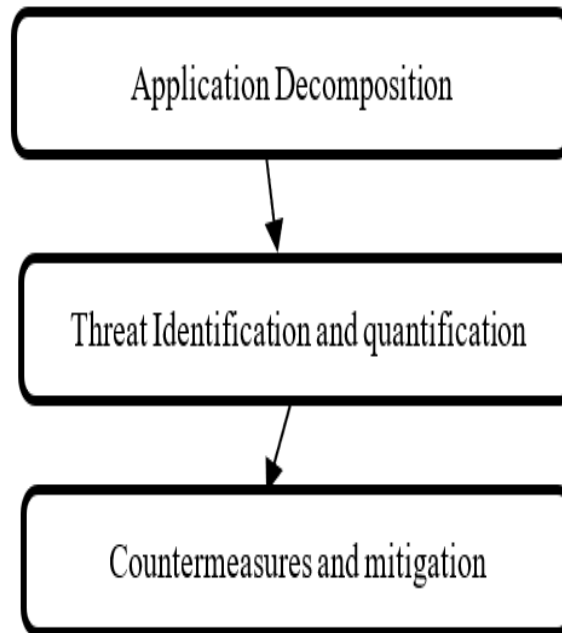 Application Decomposition
Threat Identification and quantification
Countermeasures and mitigation